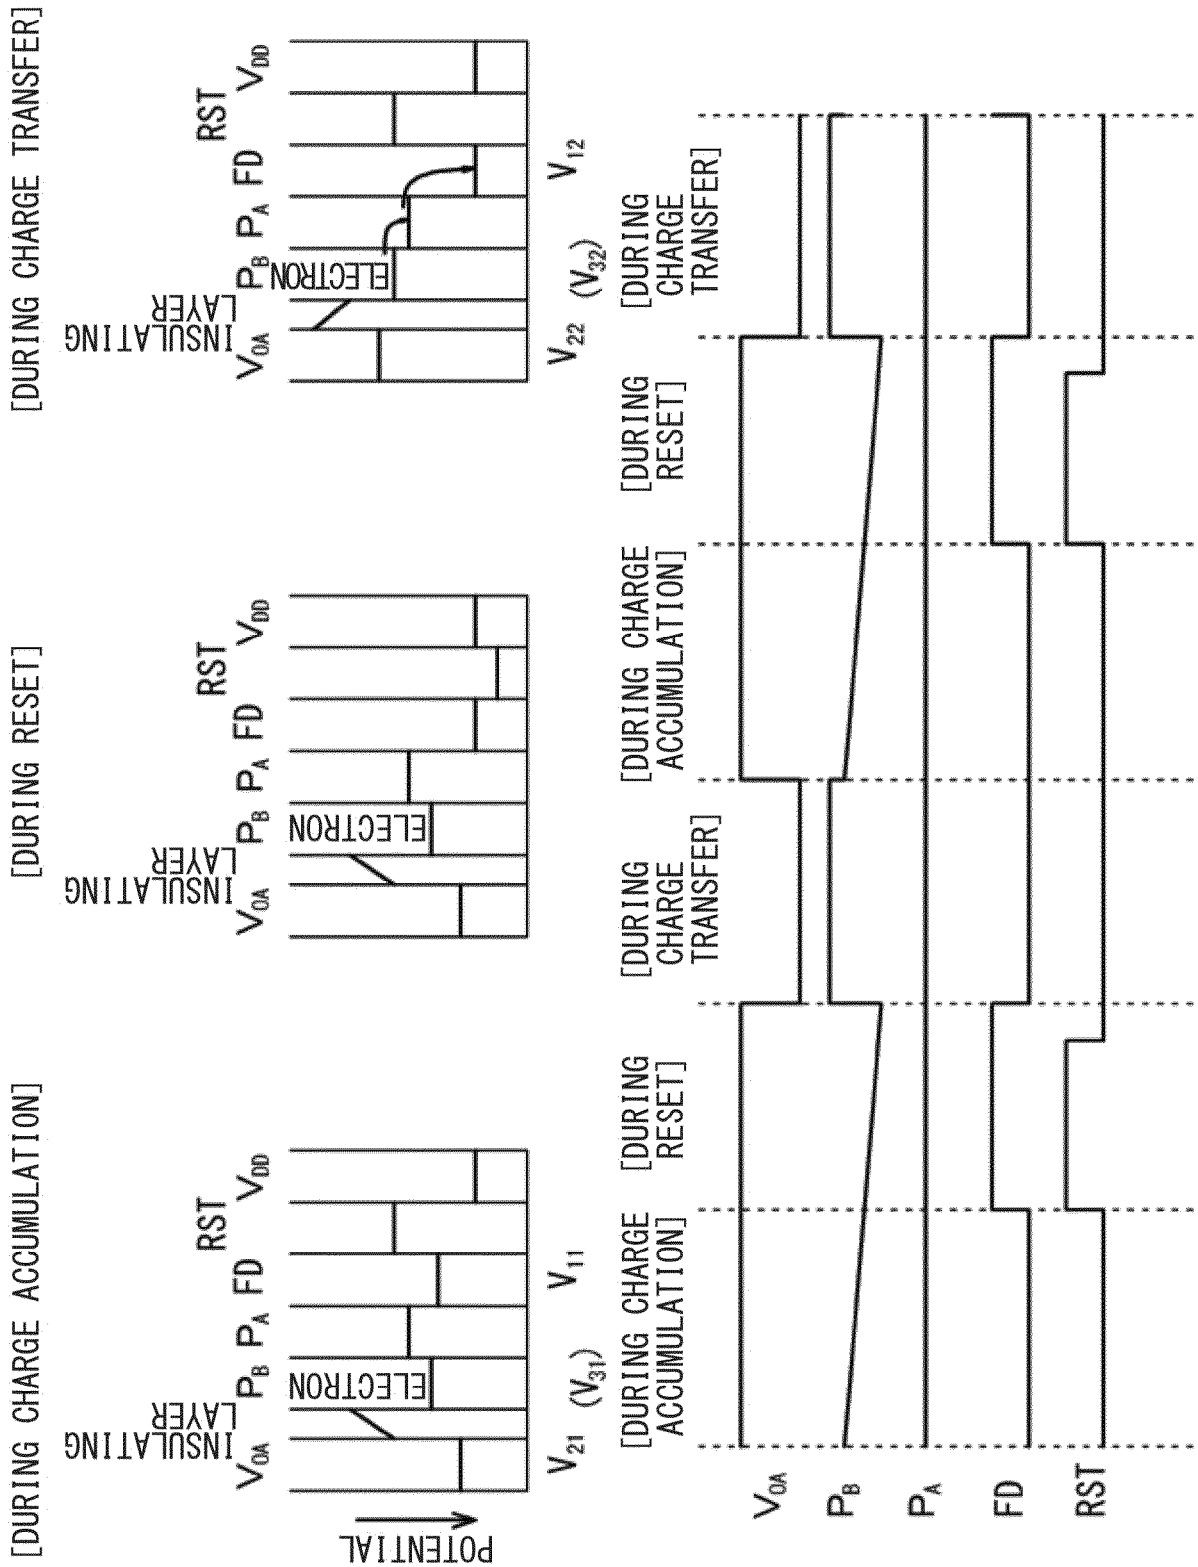 [DURING CHARGE ACCUMULATION]
[DURING RESET]
[DURING CHARGE TRANSFER]
INSULATING
LAYER
V0A
PB
PA
FD
RST
VDD
INSULATING
LAYER
V0A
PB
PA
FD
RST
VDD
INSULATING
LAYER
V0A
PB
PA
FD
RST
VDD
POTENTIAL
ELECTRON
ELECTRON
ELECTRON
V21 (V31) V11
V22 (V32) V12
[DURING CHARGE
ACCUMULATION]
[DURING
RESET]
[DURING
CHARGE
TRANSFER]
[DURING CHARGE
ACCUMULATION]
[DURING
RESET]
[DURING
CHARGE
TRANSFER]
V0A
PB
PA
FD
RST